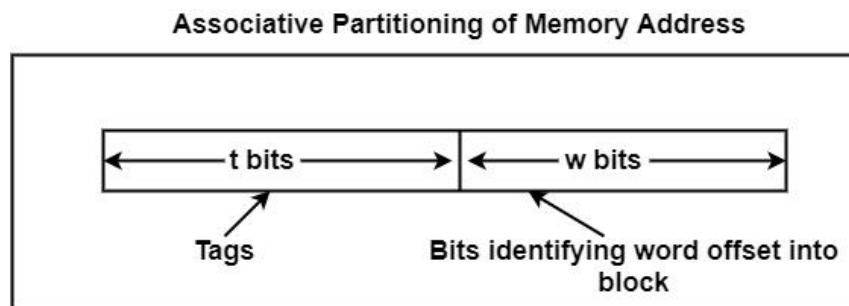 Associative Partitioning of Memory Address
t bits
w bits
Tags
Bits identifying word offset into
block